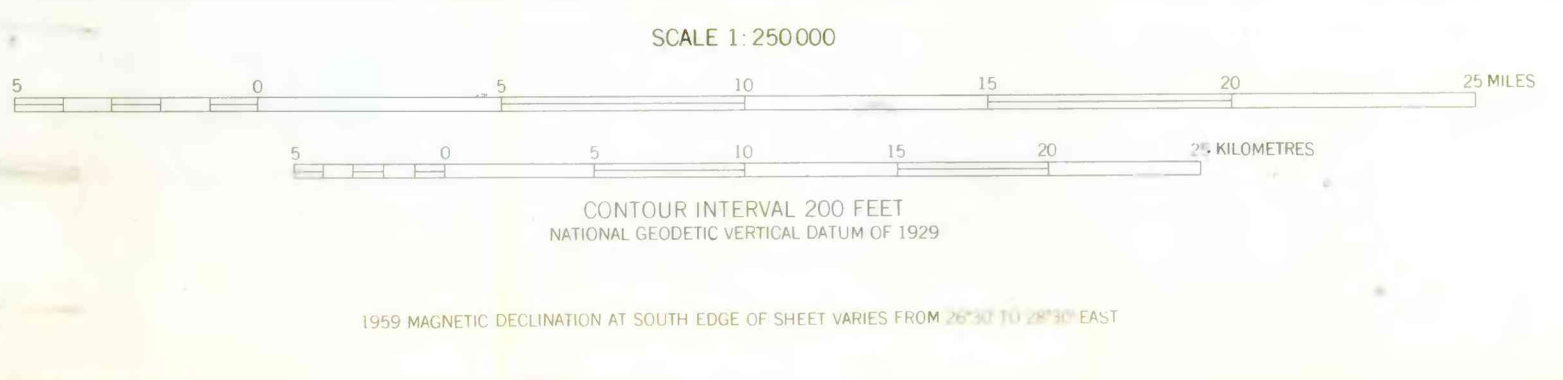 SCALE 1:250000
5 0 5 10 15 20 25 MILES
5 0 5 10 15 20 25 KILOMETRES
CONTOUR INTERVAL 200 FEET
NATIONAL GEODETIC VERTICAL DATUM OF 1929
1959 MAGNETIC DECLINATION AT SOUTH EDGE OF SHEET VARIES FROM 26°30' TO 28°30' EAST